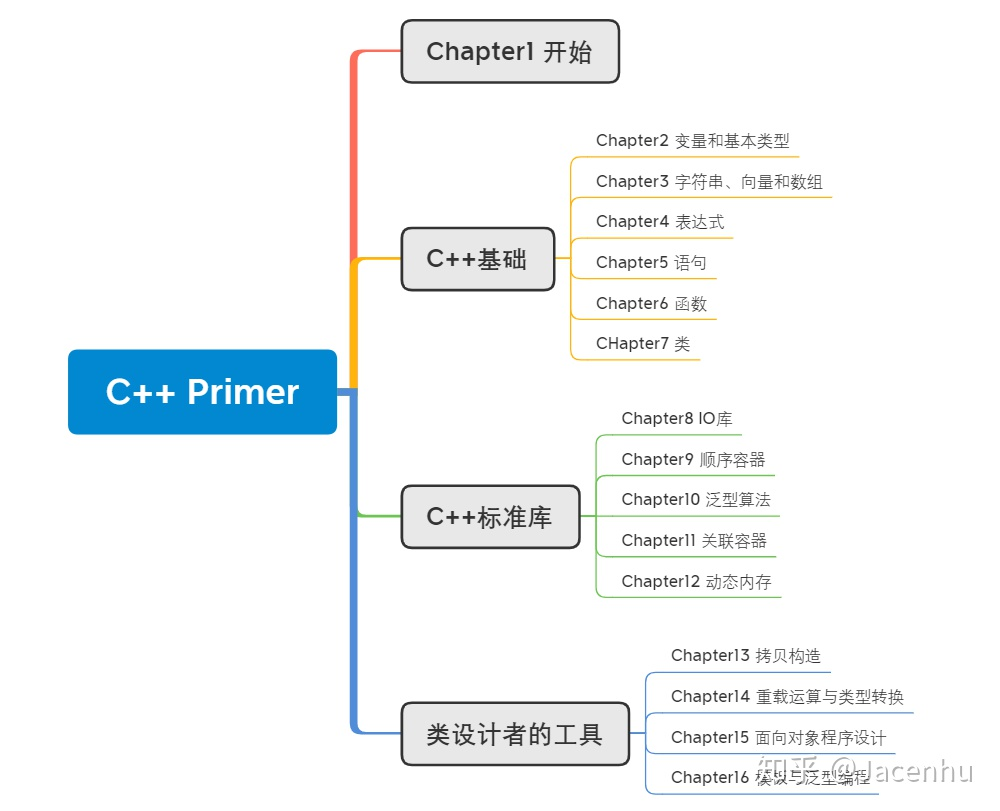 Chapter1 开始
Chapter2 变量和基本类型
Chapter3 字符串、向量和数组
Chapter4 表达式
C++基础
Chapter5 语句
Chapter6 函数
CHapter7 类
C++ Primer
Chapter8 IO库
Chapter9 顺序容器
Chapter10 泛型算法
C++标准库
Chapter11 关联容器
Chapter12 动态内存
Chapter13 拷贝构造
Chapter14 重载运算与类型转换
类设计者的工具
Chapter15 面向对象程序设计
Chapter16 模板与泛型编程
知乎 @Jacenhu